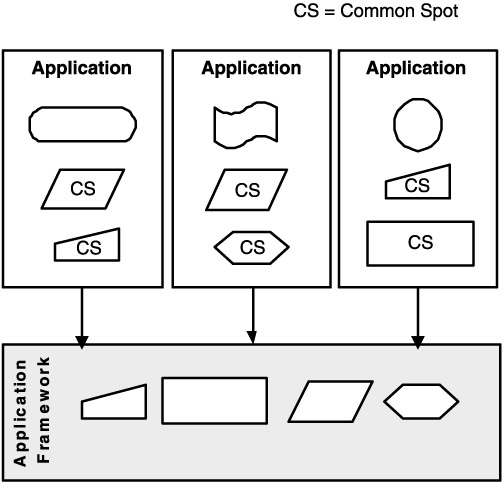 CS = Common Spot
Application
Application
Application
CS
CS
CS
CS
CS
CS
Application
Framework